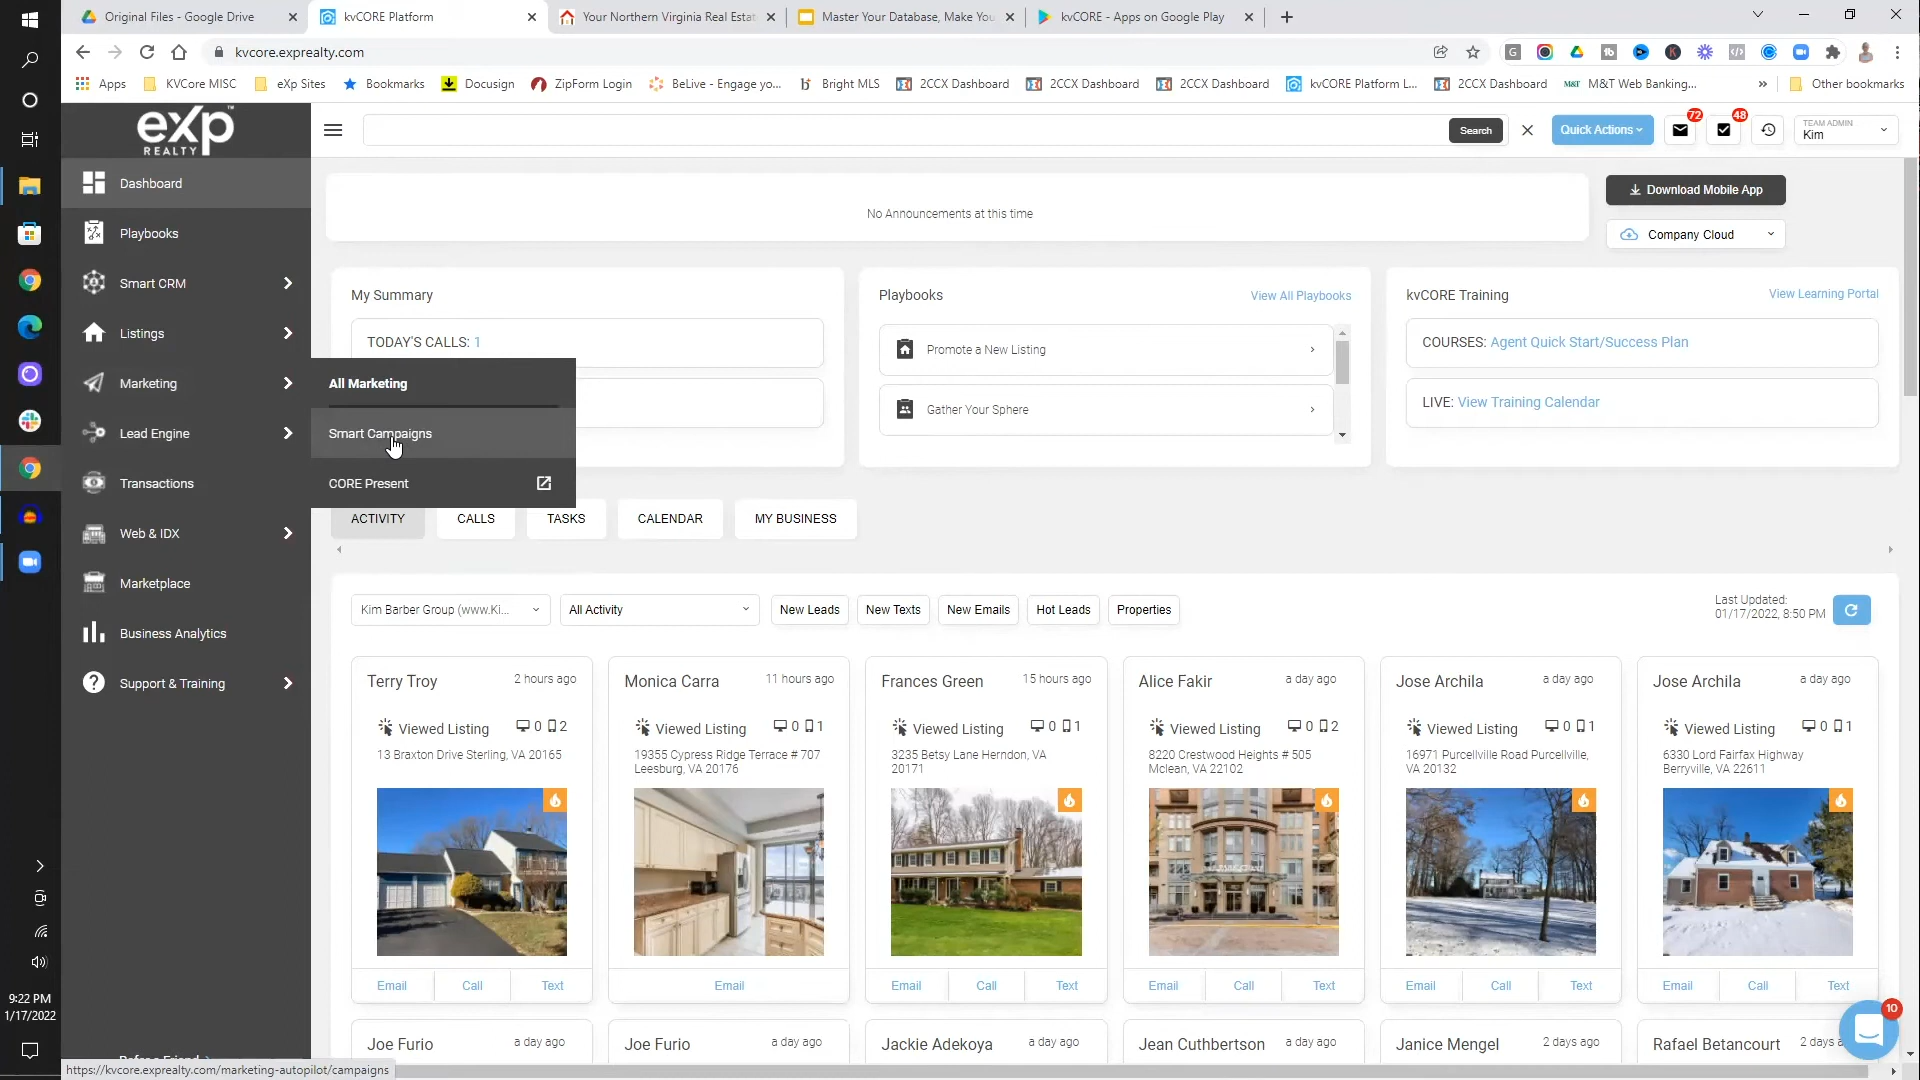 Original Files - Google Drive
kvCORE Platform
Your Northern Virginia Real Estat
Master Your Database, Make You
kvCORE - Apps on Google Play
kvcore.exprealty.com
Apps
KVCore MISC
eXp Sites
Bookmarks
Docusign
ZipForm Login
BeLive - Engage yo...
Bright MLS
2CCX Dashboard
2CCX Dashboard
2CCX Dashboard
kvCORE Platform L...
2CCX Dashboard
M&T Web Banking...
Other bookmarks
eXp
REALTY
Search
Quick Actions
72
48
TEAM ADMIN
Kim
Dashboard
Playbooks
Smart CRM
Listings
Marketing
Lead Engine
Transactions
Web & IDX
Marketplace
Business Analytics
Support & Training
All Marketing
Smart Campaigns
CORE Present
No Announcements at this time
Download Mobile App
Company Cloud
My Summary
TODAY'S CALLS: 1
Playbooks
View All Playbooks
Promote a New Listing
Gather Your Sphere
kvCORE Training
View Learning Portal
COURSES: Agent Quick Start/Success Plan
LIVE: View Training Calendar
ACTIVITY
CALLS
TASKS
CALENDAR
MY BUSINESS
Kim Barber Group (www.Ki...
All Activity
New Leads
New Texts
New Emails
Hot Leads
Properties
Last Updated:
01/17/2022, 8:50 PM
Terry Troy
2 hours ago
Viewed Listing
0 2
13 Braxton Drive Sterling, VA 20165
Email
Call
Text
Monica Carra
11 hours ago
Viewed Listing
0 1
19355 Cypress Ridge Terrace # 707
Leesburg, VA 20176
Email
Frances Green
15 hours ago
Viewed Listing
0 1
3235 Betsy Lane Herndon, VA
20171
Email
Call
Text
Alice Fakir
a day ago
Viewed Listing
0 2
8220 Crestwood Heights # 505
Mclean, VA 22102
Email
Call
Text
Jose Archila
a day ago
Viewed Listing
0 1
16971 Purcellville Road Purcellville,
VA 20132
Email
Call
Text
Jose Archila
a day ago
Viewed Listing
0 1
6330 Lord Fairfax Highway
Berryville, VA 22611
Email
Call
Text
Joe Furio
a day ago
Joe Furio
a day ago
Jackie Adekoya
a day ago
Jean Cuthbertson
a day ago
Janice Mengel
2 days ago
Rafael Betancourt
2 days
10
9:22 PM
1/17/2022
https://kvcore.exprealty.com/marketing-autopilot/campaigns